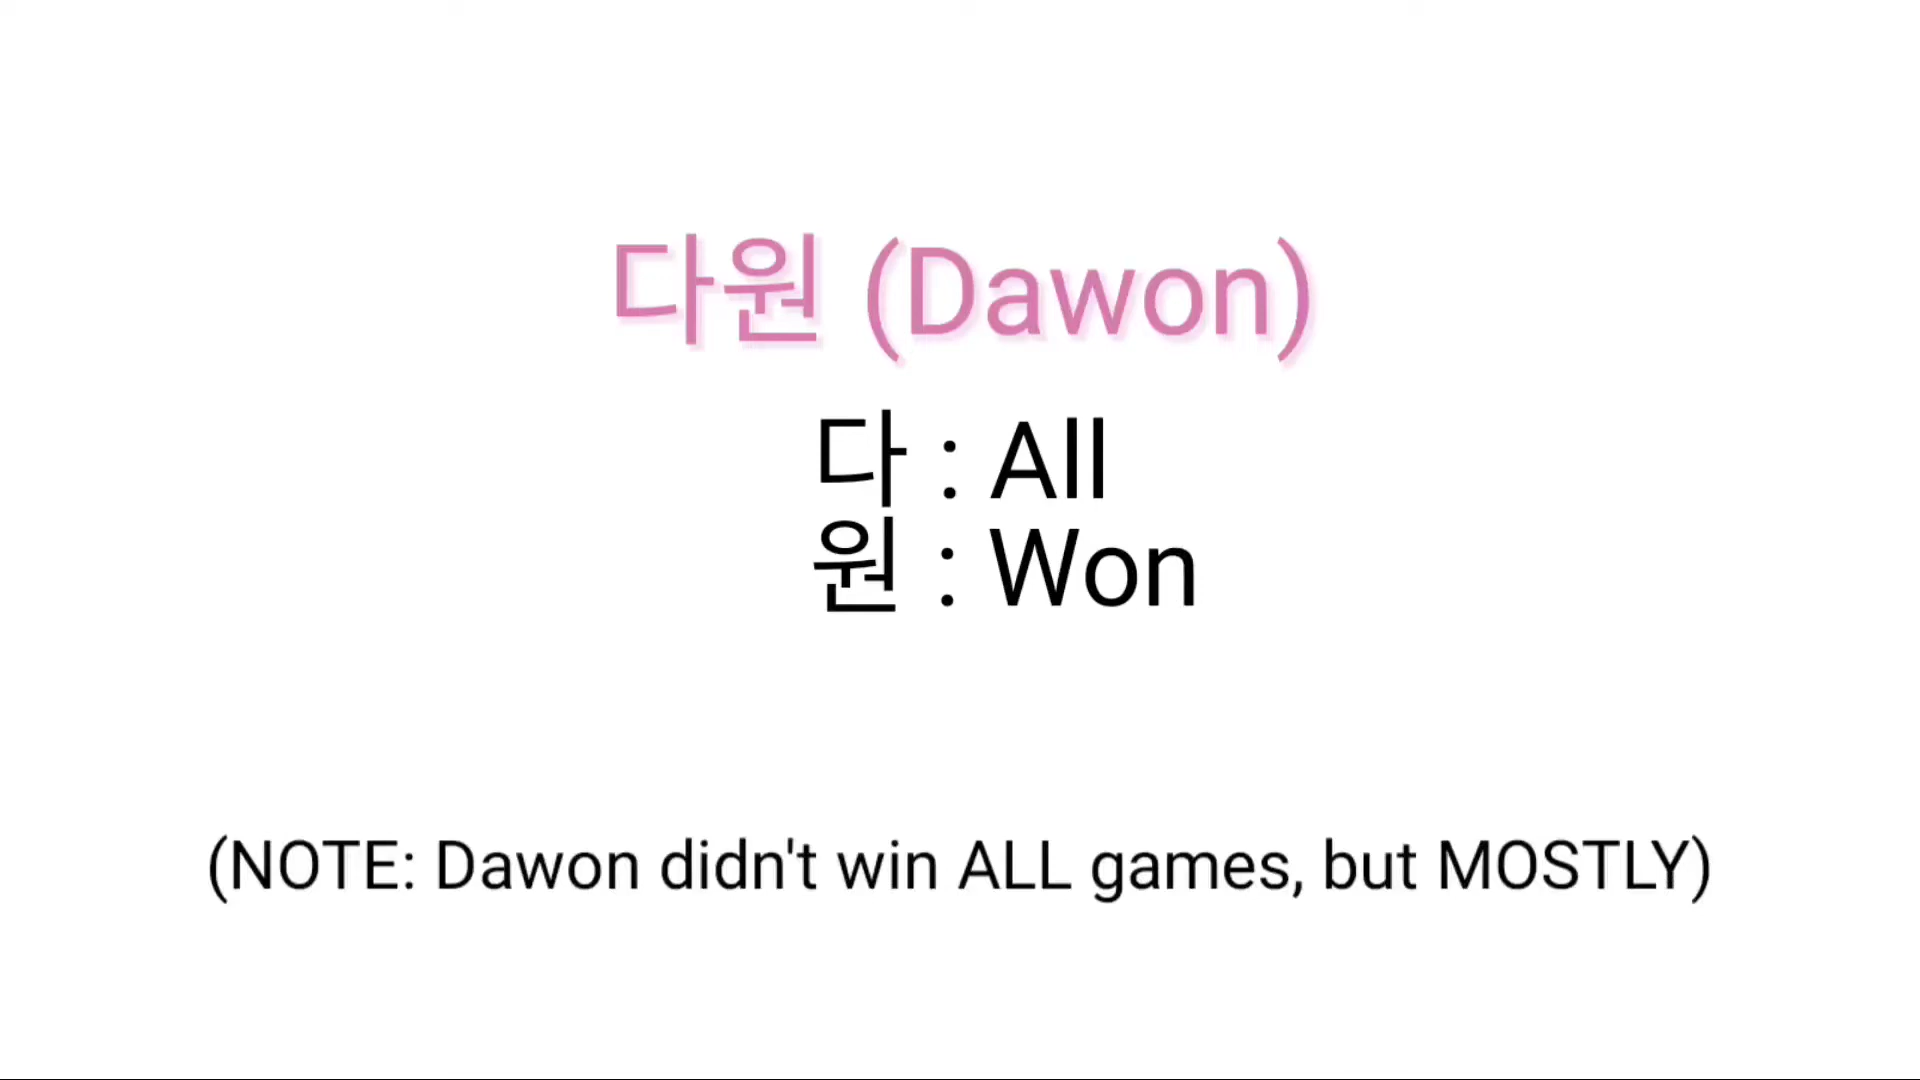 다원 (Dawon)
다 : All
원 : Won
(NOTE: Dawon didn't win ALL games, but MOSTLY)